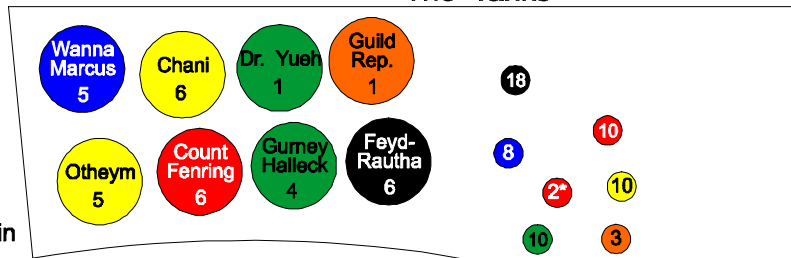 Wanna
Marcus
5
Chani
6
Dr. Yueh
1
Guild
Rep.
1
18
10
8
Otheym
5
Count
Fenring
6
Gurney
Halleck
4
Feyd-
Rautha
6
2*
10
10
3
in